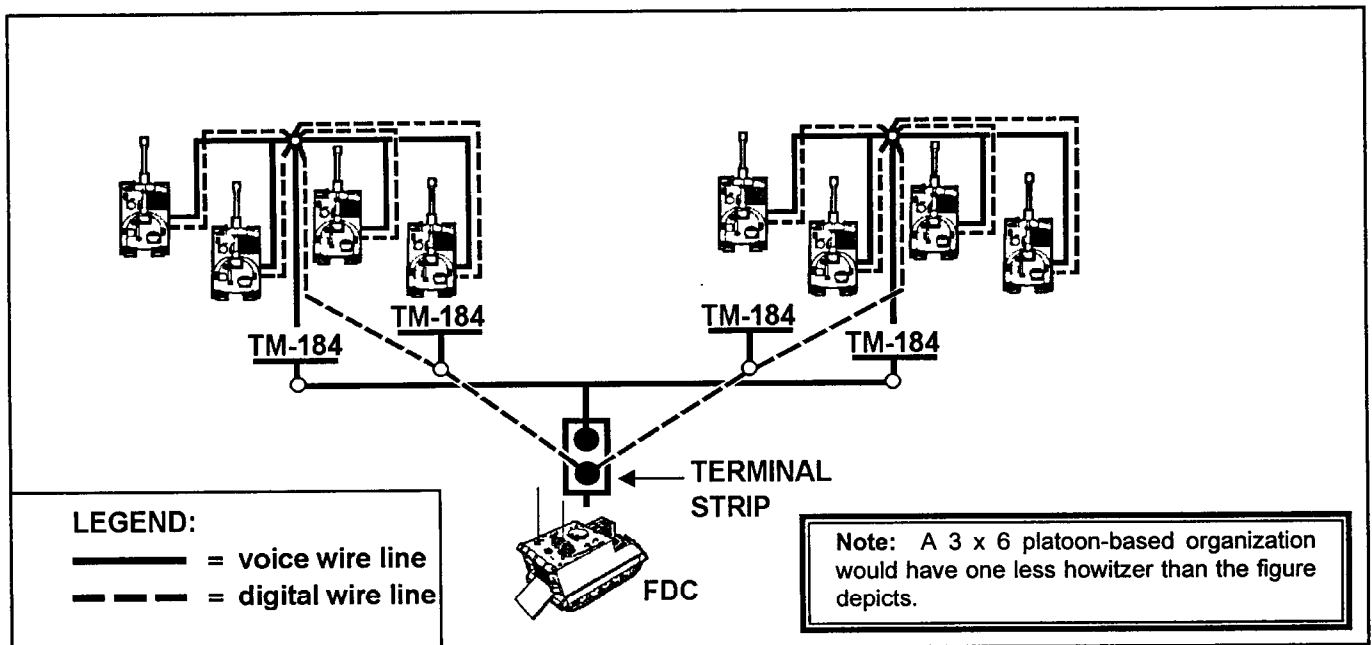 TM-184
TM-184
TM-184
TM-184
TERMINAL
STRIP
FDC
LEGEND:
= voice wire line
= digital wire line
Note: A 3 x 6 platoon-based organization
would have one less howitzer than the figure
depicts.